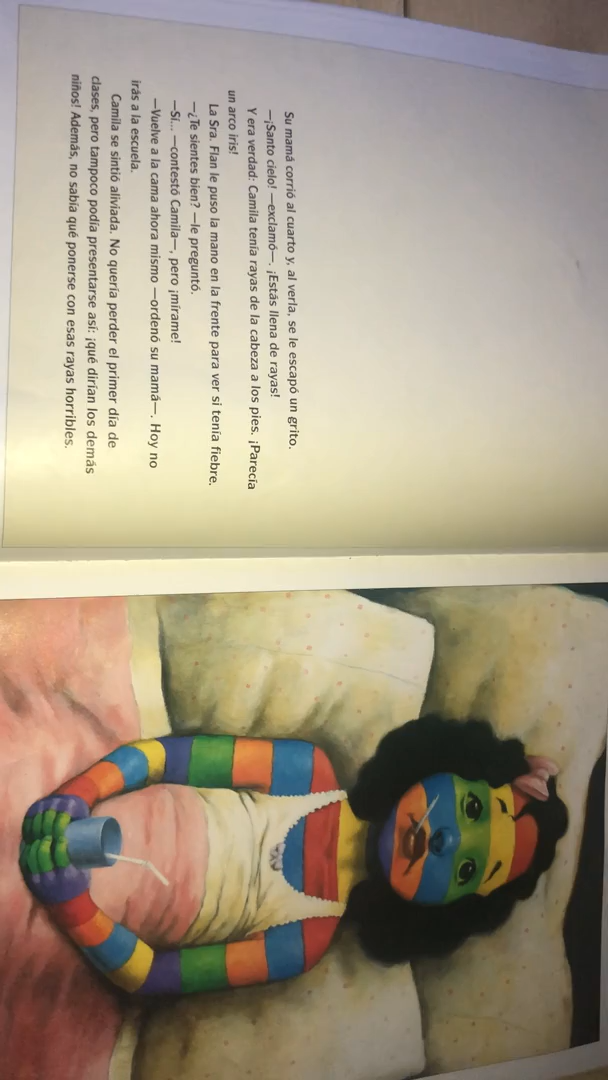 Su mamá corrió al cuarto y, al verla, se le escapó un grito.
—¡Santo cielo! —exclamó—. ¡Estás llena de rayas!
Y era verdad: Camila tenía rayas de la cabeza a los pies. ¡Parecía
un arco iris!
La Sra. Flan le puso la mano en la frente para ver si tenía fiebre.
—¿Te sientes bien? —le preguntó.
—Sí... —contestó Camila—, pero ¡mírame!
—Vuelve a la cama ahora mismo —ordenó su mamá—. Hoy no
irás a la escuela.
Camila se sintió aliviada. No quería perder el primer día de
clases, pero tampoco podía presentarse así: ¡qué dirían los demás
niños! Además, no sabía qué ponerse con esas rayas horribles.